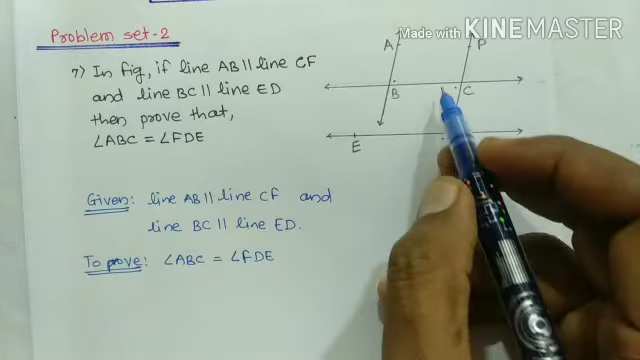 Problem set-2
7) In fig, if line AB || line CF
and line BC || line ED
then prove that,
∠ABC = ∠FDE
Given: line AB || line CF and
line BC || line ED.
To prove: ∠ABC = ∠FDE
Made with KINEMASTER
A
P
B
C
E